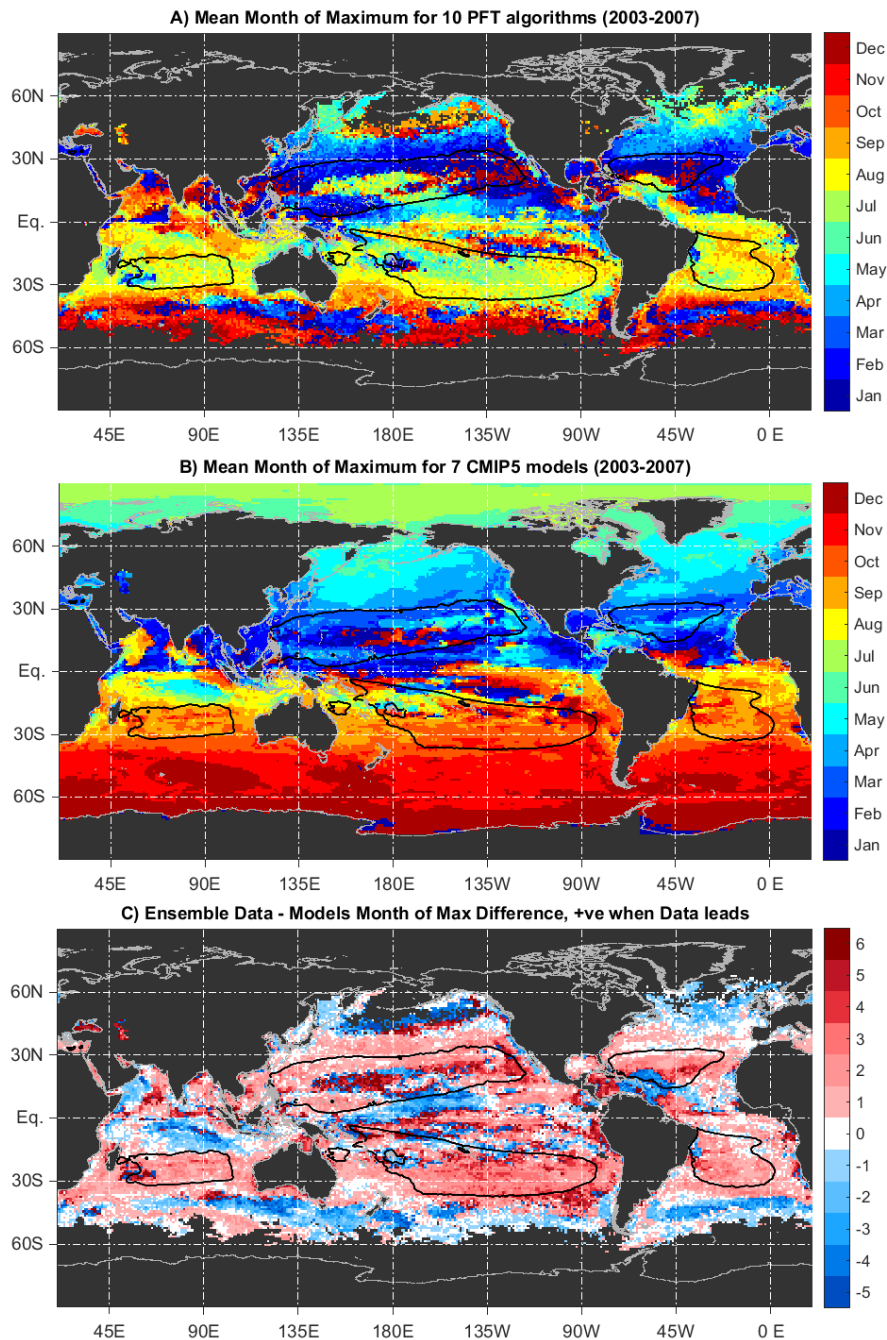 A) Mean Month of Maximum for 10 PFT algorithms (2003-2007)
60N
30N
Eq.
30S
60S
45E 90E 135E 180E 135W 90W 45W 0 E
Dec
Nov
Oct
Sep
Aug
Jul
Jun
May
Apr
Mar
Feb
Jan
B) Mean Month of Maximum for 7 CMIP5 models (2003-2007)
60N
30N
Eq.
30S
60S
45E 90E 135E 180E 135W 90W 45W 0 E
Dec
Nov
Oct
Sep
Aug
Jul
Jun
May
Apr
Mar
Feb
Jan
C) Ensemble Data - Models Month of Max Difference, +ve when Data leads
60N
30N
Eq.
30S
60S
45E 90E 135E 180E 135W 90W 45W 0 E
6
5
4
3
2
1
0
-1
-2
-3
-4
-5